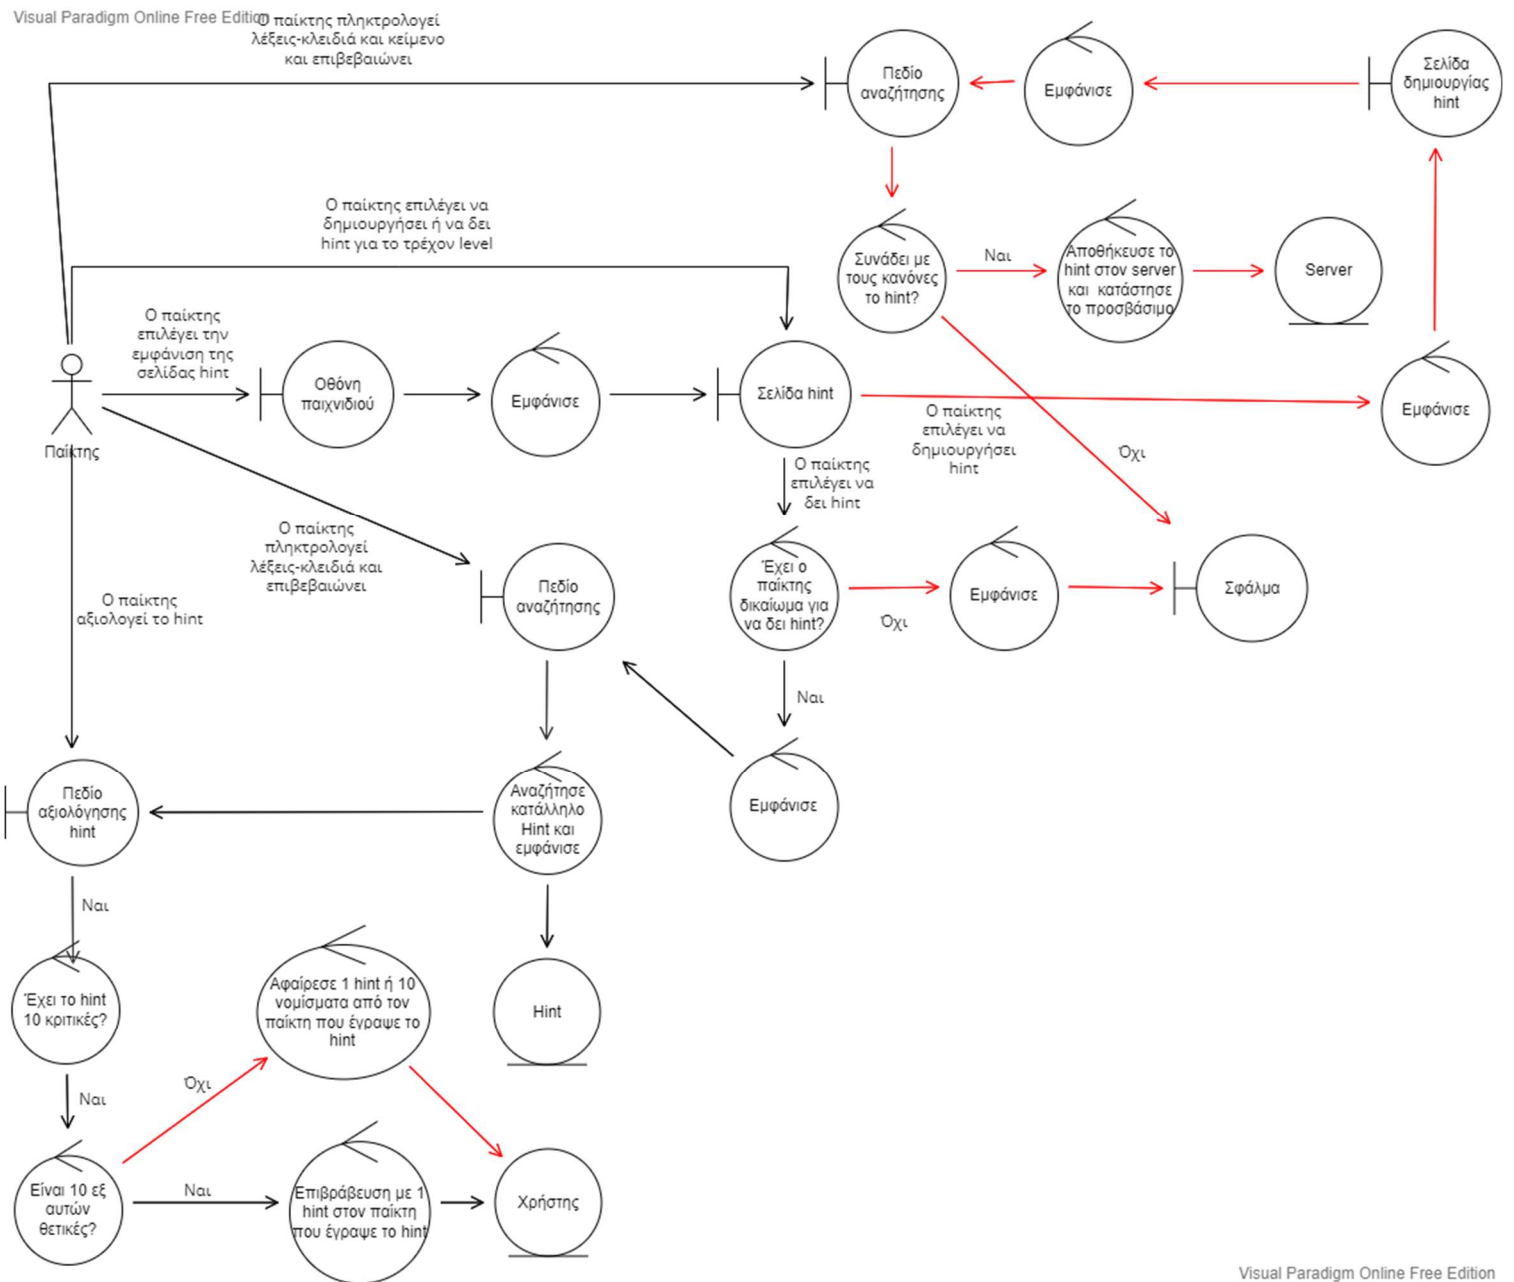 Visual Paradigm Online Free Edition
Ο παίκτης πληκτρολογεί
λέξεις-κλειδιά και κείμενο
και επιβεβαιώνει
Πεδίο
αναζήτησης
Εμφάνισε
Σελίδα
δημιουργίας
hint
Ο παίκτης επιλέγει να
δημιουργήσει ή να δει
hint για το τρέχον level
Συνάδει με
τους κανόνες
το hint?
Ναι
Αποθήκευσε το
hint στον server
και κατάστησε
το προσβάσιμο
Server
Ο παίκτης
επιλέγει την
εμφάνιση της
σελίδας hint
Παίκτης
Οθόνη
παιχνιδιού
Εμφάνισε
Σελίδα hint
Ο παίκτης
επιλέγει να
δημιουργήσει
hint
Όχι
Εμφάνισε
Ο παίκτης
επιλέγει να
δει hint
Ο παίκτης
πληκτρολογεί
λέξεις-κλειδιά και
επιβεβαιώνει
Ο παίκτης
αξιολογεί το hint
Πεδίο
αναζήτησης
Έχει ο
παίκτης
δικαίωμα για
να δει hint?
Όχι
Εμφάνισε
Σφάλμα
Ναι
Πεδίο
αξιολόγησης
hint
Αναζήτησε
κατάλληλο
Hint και
εμφάνισε
Εμφάνισε
Ναι
Έχει το hint
10 κριτικές?
Αφαίρεσε 1 hint ή 10
νομίσματα από τον
παίκτη που έγραψε το
hint
Hint
Ναι
Όχι
Είναι 10 εξ
αυτών
θετικές?
Ναι
Επιβράβευση με 1
hint στον παίκτη
που έγραψε το hint
Χρήστης
Visual Paradigm Online Free Edition